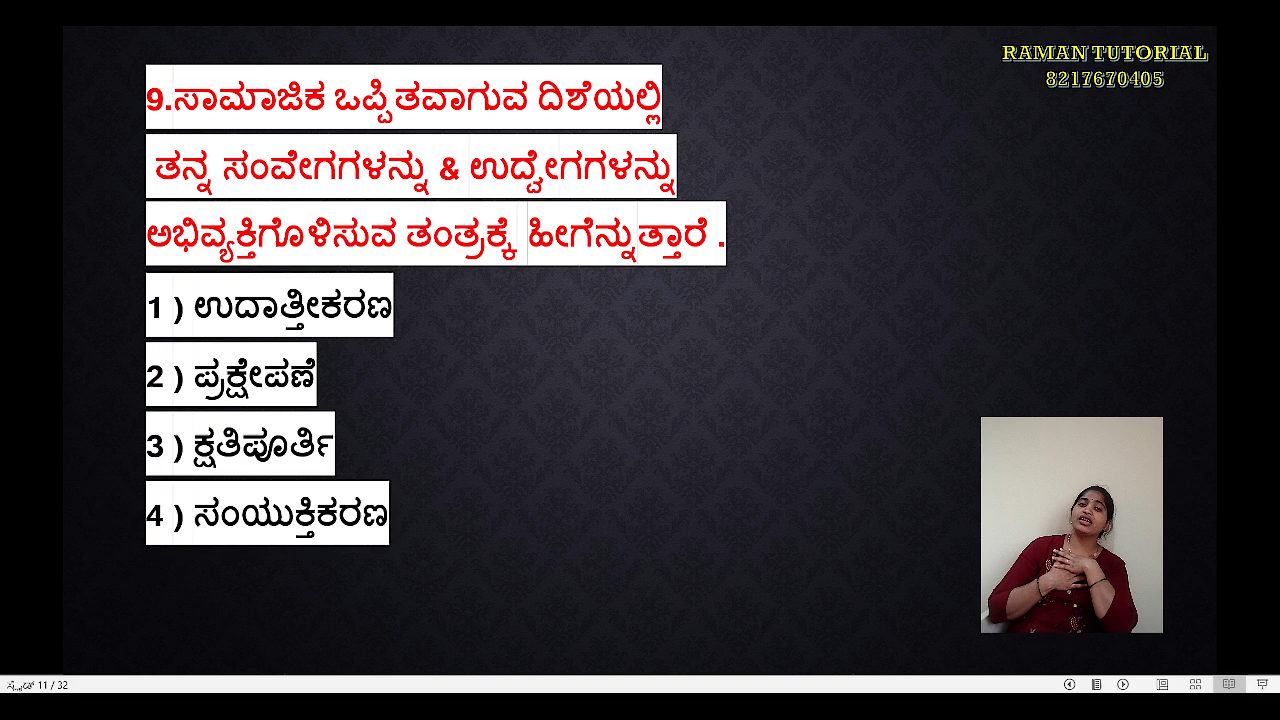 RAMAN TUTORIAL
8217670405
9.ಸಾಮಾಜಿಕ ಒಪ್ಪಿತವಾಗುವ ದಿಶೆಯಲ್ಲಿ
ತನ್ನ ಸಂವೇಗಗಳನ್ನು & ಉದ್ವೇಗಗಳನ್ನು
ಅಭಿವ್ಯಕ್ತಿಗೊಳಿಸುವ ತಂತ್ರಕ್ಕೆ ಹೀಗೆನ್ನುತ್ತಾರೆ .
1 ) ಉದಾತ್ತೀಕರಣ
2 ) ಪ್ರಕ್ಷೇಪಣೆ
3 ) ಕ್ಷತಿಪೂರ್ತಿ
4 ) ಸಂಯುಕ್ತಿಕರಣ
ಸ್ಲೈಡ್ 11 / 32